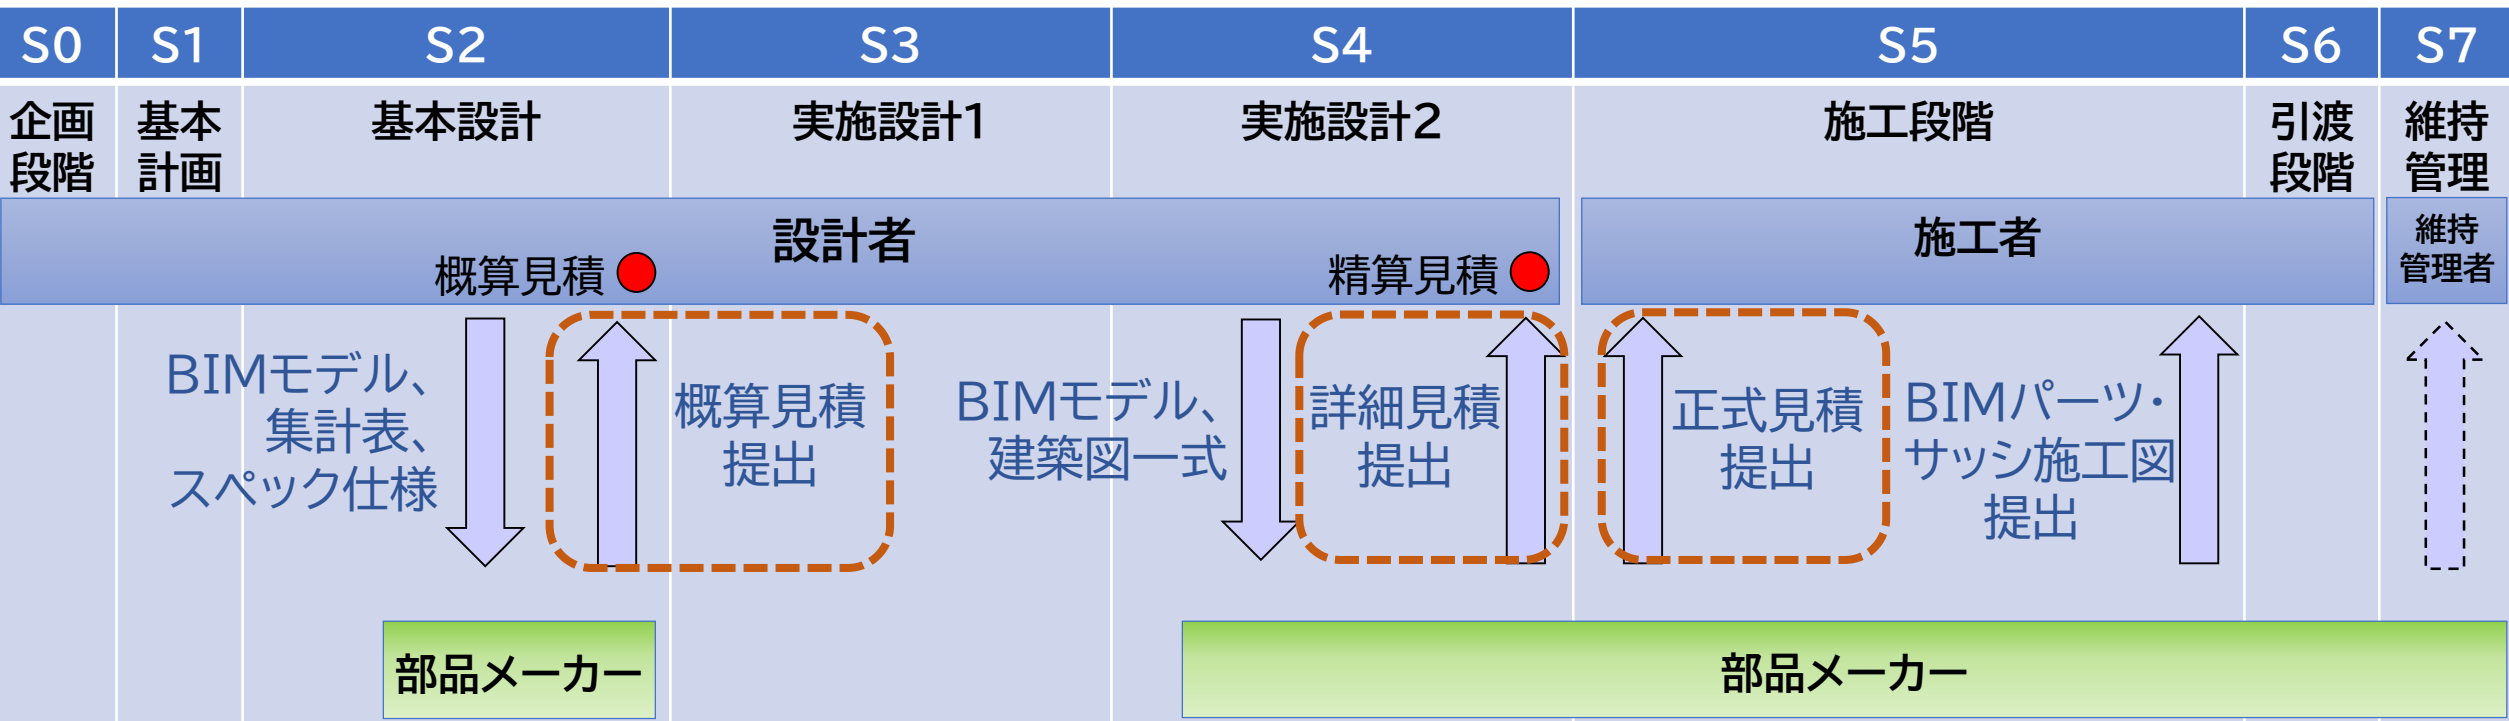 S0
S1
S2
S3
S4
S5
S6
S7
企画
段階
基本
計画
基本設計
実施設計1
実施設計2
施工段階
引渡
段階
維持
管理
設計者
概算見積
精算見積
施工者
維持
管理者
BIMモデル、
集計表、
スペック仕様
概算見積
提出
BIMモデル、
建築図一式
詳細見積
提出
正式見積
提出
BIMパーツ・
サッシ施工図
提出
部品メーカー
部品メーカー